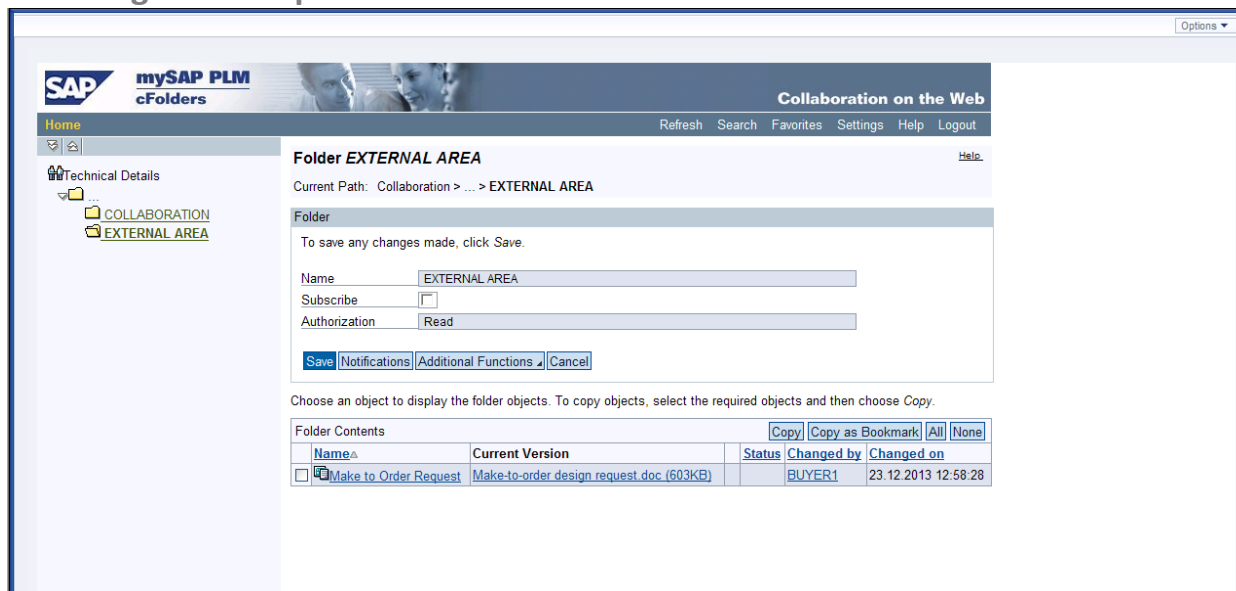 Options
SAP
mySAP PLM
cFolders
Collaboration on the Web
Home
Refresh Search Favorites Settings Help Logout
Technical Details
...
COLLABORATION
EXTERNAL AREA
Folder EXTERNAL AREA
Help
Current Path: Collaboration > ... > EXTERNAL AREA
Folder
To save any changes made, click Save.
Name EXTERNAL AREA
Subscribe
Authorization Read
Save Notifications Additional Functions Cancel
Choose an object to display the folder objects. To copy objects, select the required objects and then choose Copy.
Folder Contents Copy Copy as Bookmark All None
Name Current Version Status Changed by Changed on
Make to Order Request Make-to-order design request.doc (603KB) BUYER1 23.12.2013 12:58:28